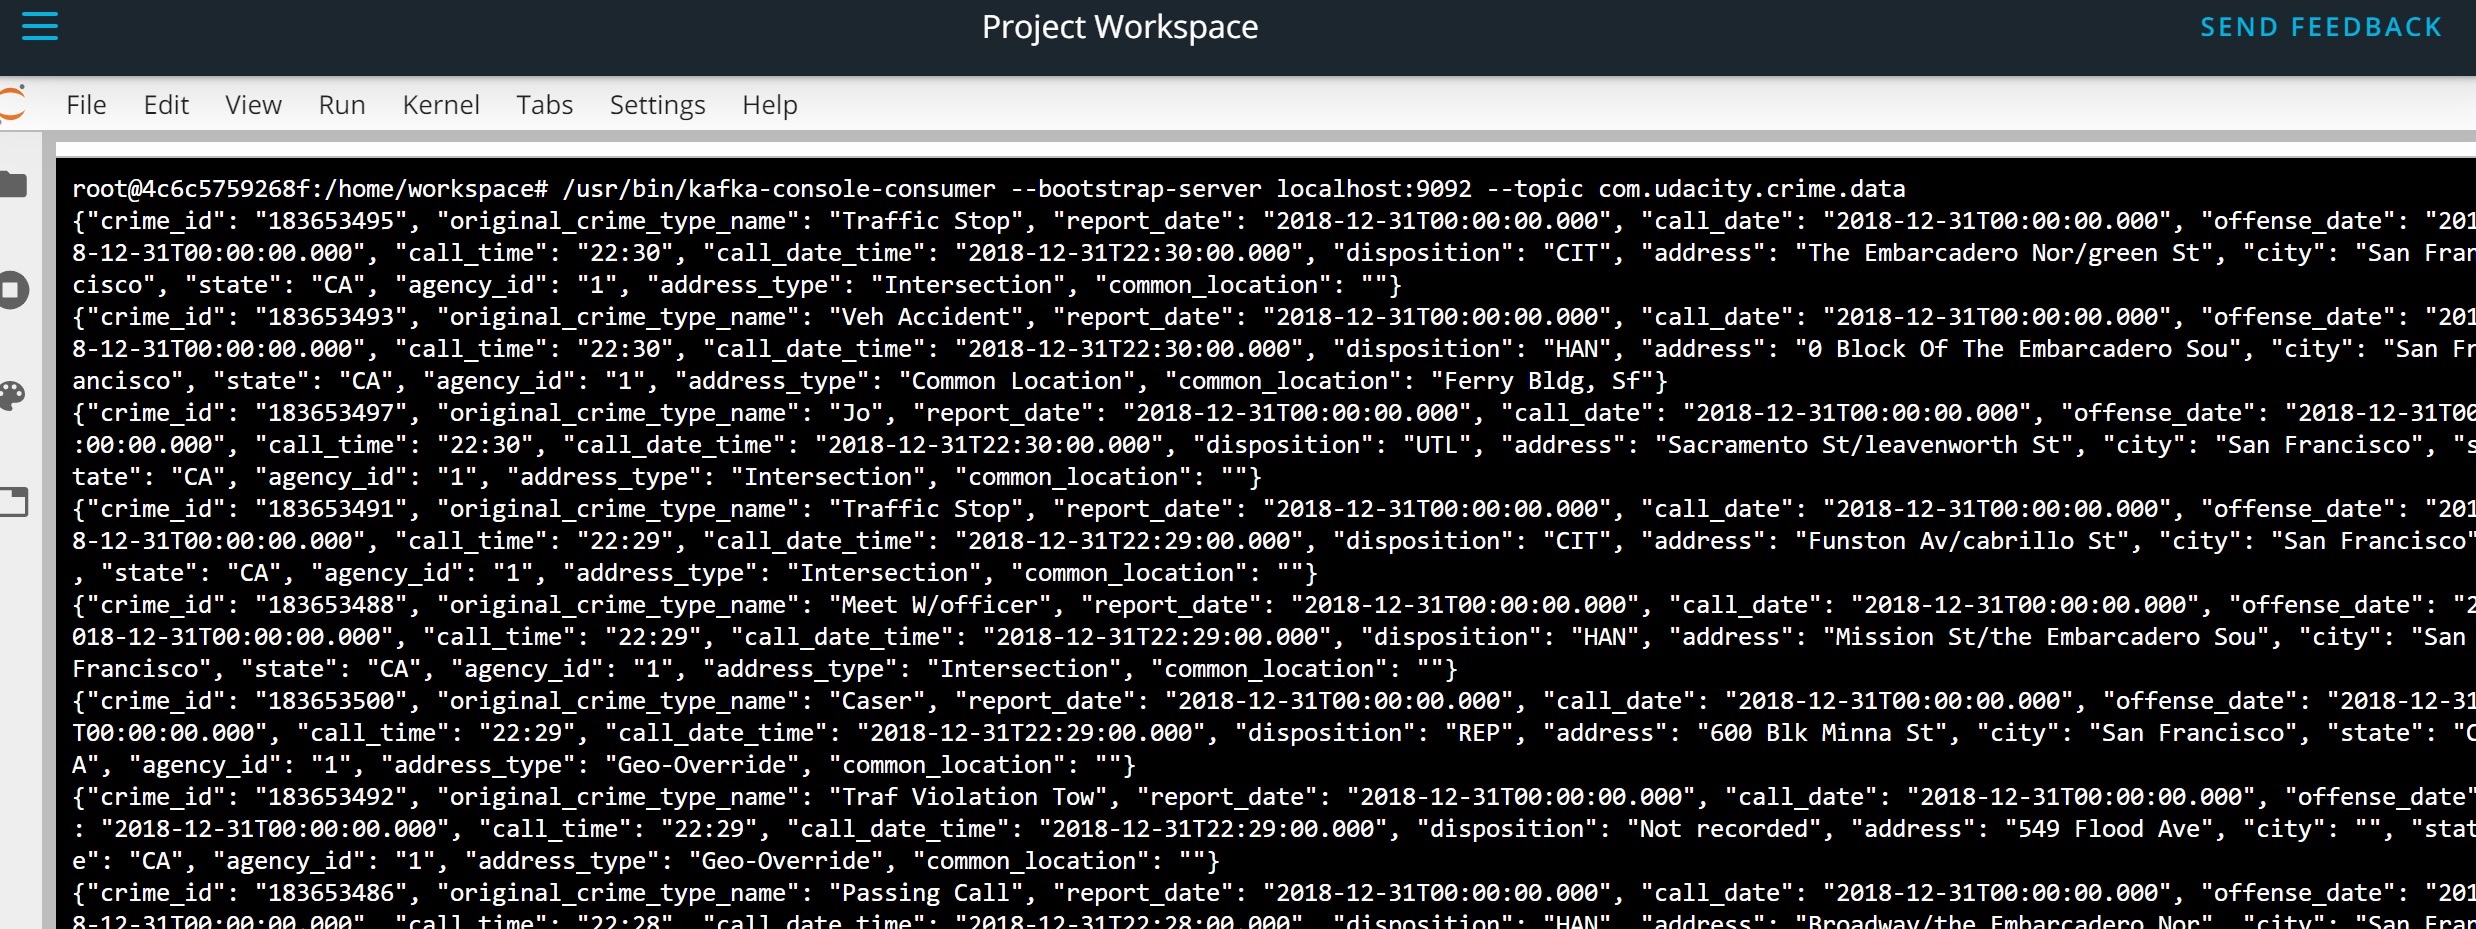 Project Workspace
SEND FEEDBACK
File Edit View Run Kernel Tabs Settings Help
root@4c6c5759268f:/home/workspace# /usr/bin/kafka-console-consumer --bootstrap-server localhost:9092 --topic com.udacity.crime.data
{"crime_id": "183653495", "original_crime_type_name": "Traffic Stop", "report_date": "2018-12-31T00:00:00.000", "call_date": "2018-12-31T00:00:00.000", "offense_date": "201
8-12-31T00:00:00.000", "call_time": "22:30", "call_date_time": "2018-12-31T22:30:00.000", "disposition": "CIT", "address": "The Embarcadero Nor/green St", "city": "San Fran
cisco", "state": "CA", "agency_id": "1", "address_type": "Intersection", "common_location": ""}
{"crime_id": "183653493", "original_crime_type_name": "Veh Accident", "report_date": "2018-12-31T00:00:00.000", "call_date": "2018-12-31T00:00:00.000", "offense_date": "201
8-12-31T00:00:00.000", "call_time": "22:30", "call_date_time": "2018-12-31T22:30:00.000", "disposition": "HAN", "address": "0 Block Of The Embarcadero Sou", "city": "San Fr
ancisco", "state": "CA", "agency_id": "1", "address_type": "Common Location", "common_location": "Ferry Bldg, Sf"}
{"crime_id": "183653497", "original_crime_type_name": "Jo", "report_date": "2018-12-31T00:00:00.000", "call_date": "2018-12-31T00:00:00.000", "offense_date": "2018-12-31T00
:00:00.000", "call_time": "22:30", "call_date_time": "2018-12-31T22:30:00.000", "disposition": "UTL", "address": "Sacramento St/leavenworth St", "city": "San Francisco", "s
tate": "CA", "agency_id": "1", "address_type": "Intersection", "common_location": ""}
{"crime_id": "183653491", "original_crime_type_name": "Traffic Stop", "report_date": "2018-12-31T00:00:00.000", "call_date": "2018-12-31T00:00:00.000", "offense_date": "201
8-12-31T00:00:00.000", "call_time": "22:29", "call_date_time": "2018-12-31T22:29:00.000", "disposition": "CIT", "address": "Funston Av/cabrillo St", "city": "San Francisco"
, "state": "CA", "agency_id": "1", "address_type": "Intersection", "common_location": ""}
{"crime_id": "183653488", "original_crime_type_name": "Meet W/officer", "report_date": "2018-12-31T00:00:00.000", "call_date": "2018-12-31T00:00:00.000", "offense_date": "2
018-12-31T00:00:00.000", "call_time": "22:29", "call_date_time": "2018-12-31T22:29:00.000", "disposition": "HAN", "address": "Mission St/the Embarcadero Sou", "city": "San
Francisco", "state": "CA", "agency_id": "1", "address_type": "Intersection", "common_location": ""}
{"crime_id": "183653500", "original_crime_type_name": "Caser", "report_date": "2018-12-31T00:00:00.000", "call_date": "2018-12-31T00:00:00.000", "offense_date": "2018-12-31
T00:00:00.000", "call_time": "22:29", "call_date_time": "2018-12-31T22:29:00.000", "disposition": "REP", "address": "600 Blk Minna St", "city": "San Francisco", "state": "C
A", "agency_id": "1", "address_type": "Geo-Override", "common_location": ""}
{"crime_id": "183653492", "original_crime_type_name": "Traf Violation Tow", "report_date": "2018-12-31T00:00:00.000", "call_date": "2018-12-31T00:00:00.000", "offense_date"
: "2018-12-31T00:00:00.000", "call_time": "22:29", "call_date_time": "2018-12-31T22:29:00.000", "disposition": "Not recorded", "address": "549 Flood Ave", "city": "", "stat
e": "CA", "agency_id": "1", "address_type": "Geo-Override", "common_location": ""}
{"crime_id": "183653486", "original_crime_type_name": "Passing Call", "report_date": "2018-12-31T00:00:00.000", "call_date": "2018-12-31T00:00:00.000", "offense_date": "201
8-12-31T00:00:00.000", "call_time": "22:28", "call_date_time": "2018-12-31T22:28:00.000", "disposition": "HAN", "address": "Broadway/the Embarcadero Nor", "city": "San Fran